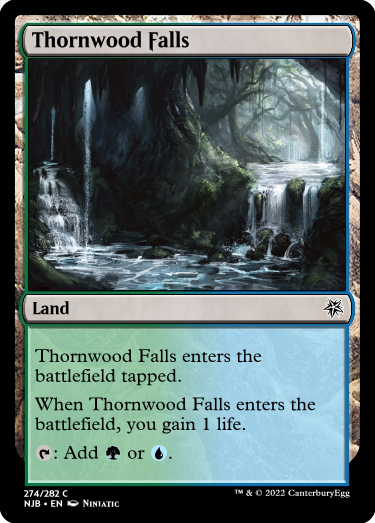 Thornwood Falls
Land
Thornwood Falls enters the
battlefield tapped.
When Thornwood Falls enters the
battlefield, you gain 1 life.
: Add or .
274/282 C
NJB • EN Ninjatic
™ & © 2022 CanterburyEgg